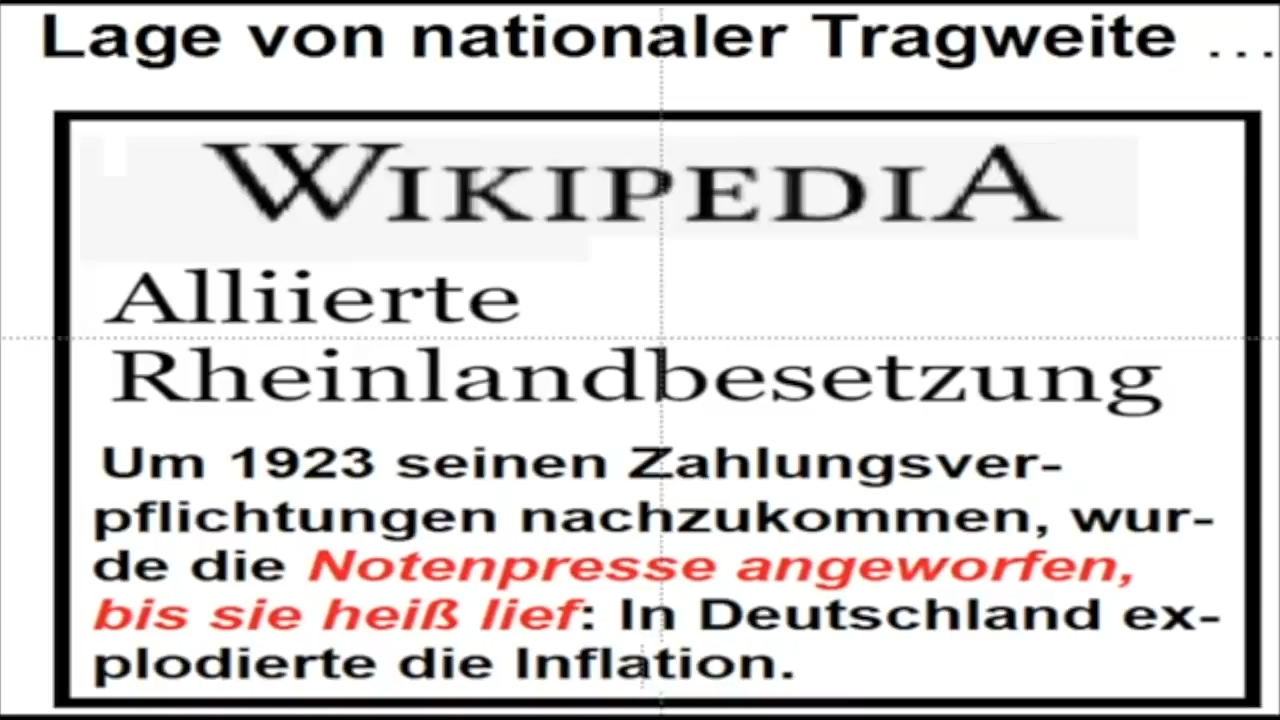 Lage von nationaler Tragweite ...
WIKIPEDIA
Alliierte
Rheinlandbesetzung
Um 1923 seinen Zahlungsver-
pflichtungen nachzukommen, wur-
de die Notenpresse angeworfen,
bis sie heiß lief: In Deutschland ex-
plodierte die Inflation.